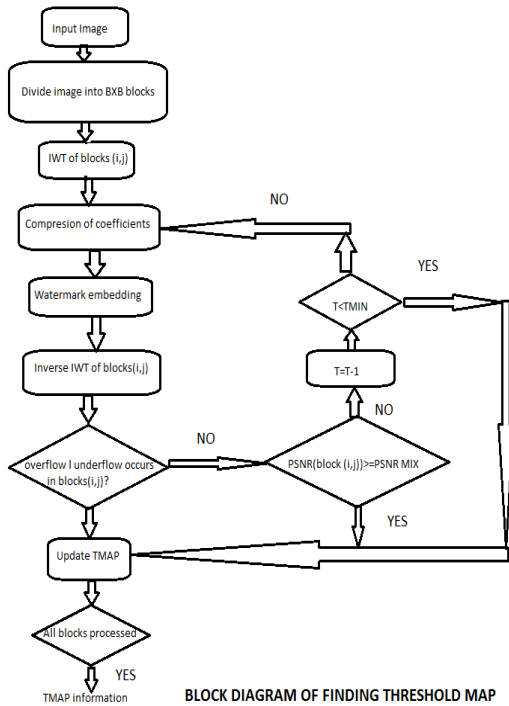 Input Image
Divide image into BXB blocks
IWT of blocks (i,j)
NO
Compresion of coefficients
YES
Watermark embedding
T<TMIN
Inverse IWT of blocks(i,j)
T=T-1
NO
NO
overflow l underflow occurs
in blocks(i,j)?
PSNR(block (i,j))>=PSNR MIX
YES
Update TMAP
All blocks processed
YES
TMAP information
BLOCK DIAGRAM OF FINDING THRESHOLD MAP